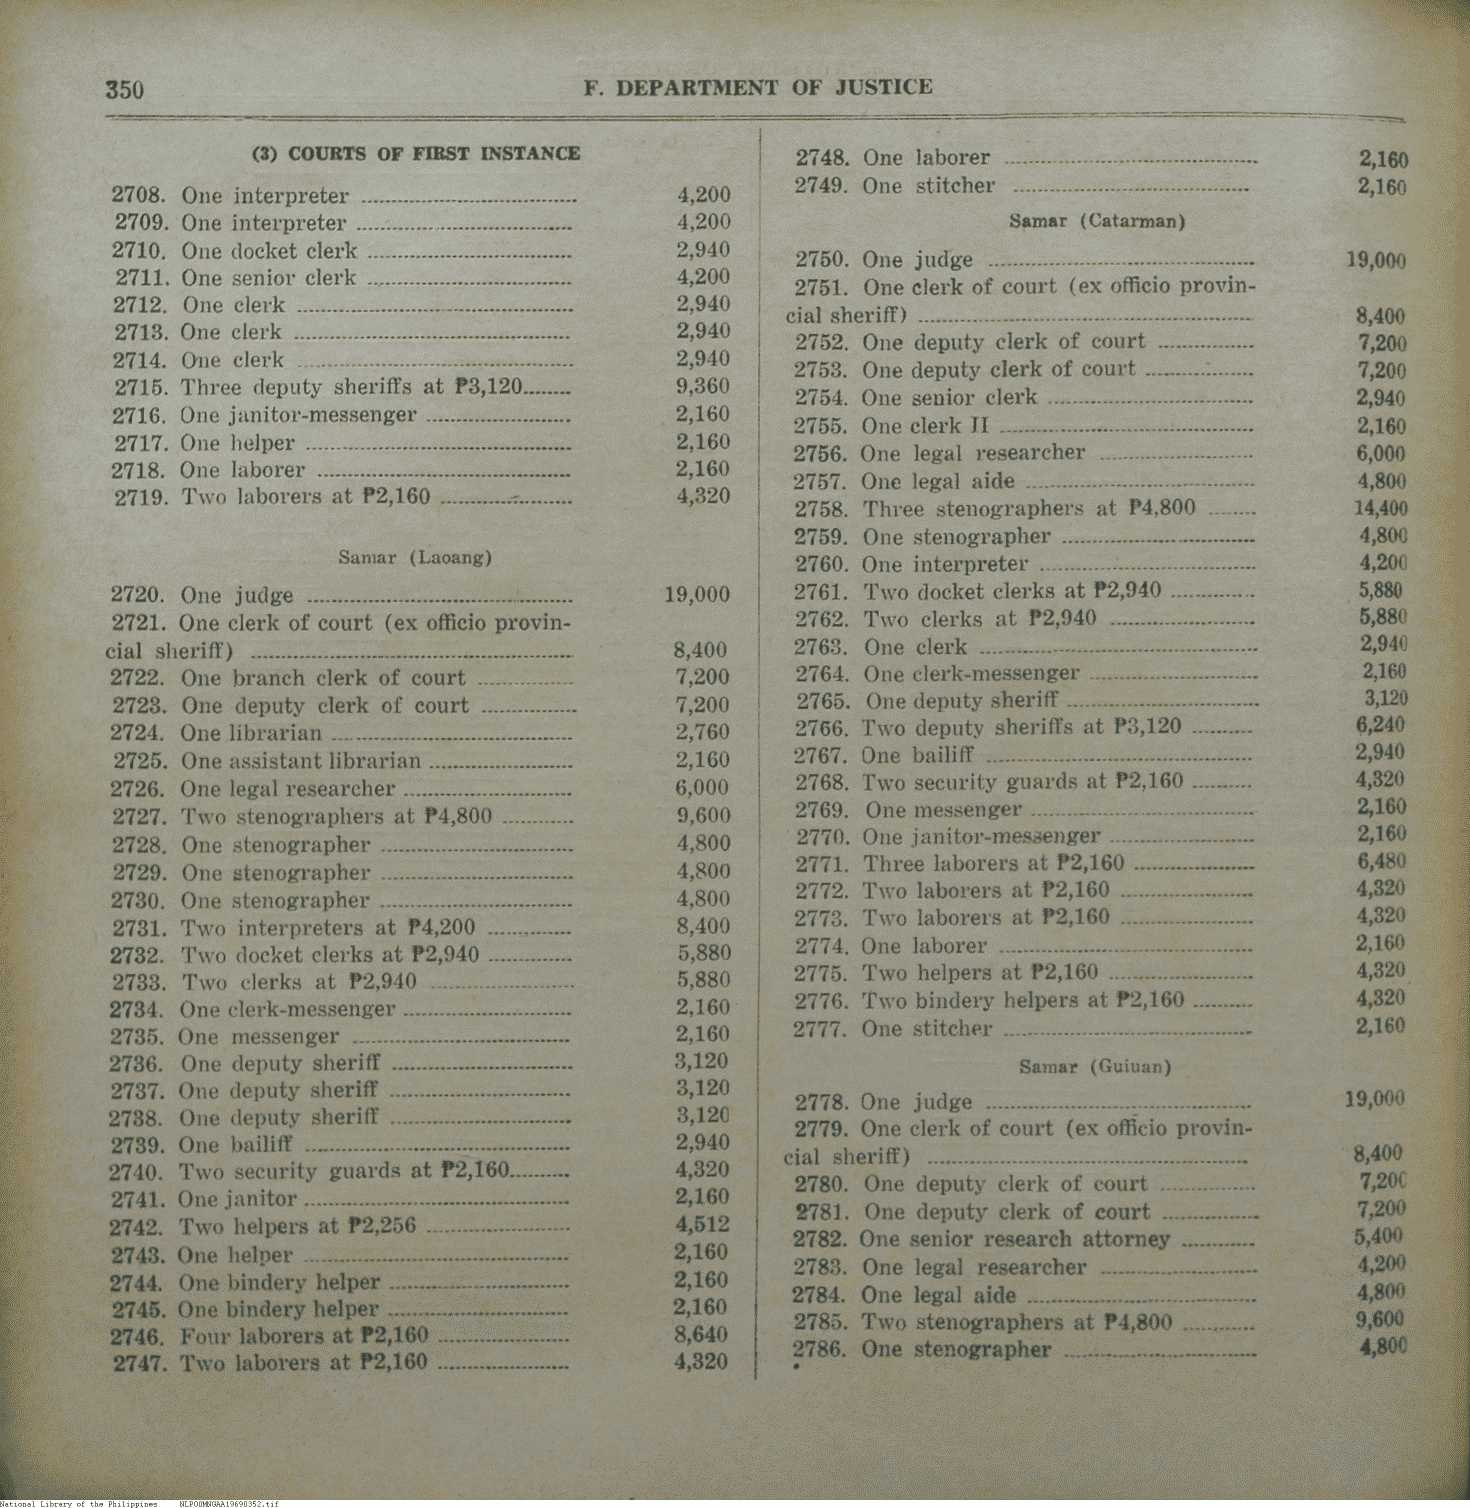 350
F. DEPARTMENT OF JUSTICE
(3) COURTS OF FIRST INSTANCE
2708. One interpreter ................ 4,200
2709. One interpreter ................ 4,200
2710. One docket clerk ................ 2,940
2711. One senior clerk ................ 4,200
2712. One clerk ................ 2,940
2713. One clerk ................ 2,940
2714. One clerk ................ 2,940
2715. Three deputy sheriffs at ₱3,120........ 9,360
2716. One janitor-messenger ................ 2,160
2717. One helper ................ 2,160
2718. One laborer ................ 2,160
2719. Two laborers at ₱2,160 ................ 4,320
Samar (Laoang)
2720. One judge ................ 19,000
2721. One clerk of court (ex officio provin-
cial sheriff) ................ 8,400
2722. One branch clerk of court ................ 7,200
2723. One deputy clerk of court ................ 7,200
2724. One librarian ................ 2,760
2725. One assistant librarian ................ 2,160
2726. One legal researcher ................ 6,000
2727. Two stenographers at ₱4,800 ............ 9,600
2728. One stenographer ................ 4,800
2729. One stenographer ................ 4,800
2730. One stenographer ................ 4,800
2731. Two interpreters at ₱4,200 ............ 8,400
2732. Two docket clerks at ₱2,940 ............ 5,880
2733. Two clerks at ₱2,940 ................ 5,880
2734. One clerk-messenger ................ 2,160
2735. One messenger ................ 2,160
2736. One deputy sheriff ................ 3,120
2737. One deputy sheriff ................ 3,120
2738. One deputy sheriff ................ 3,120
2739. One bailiff ................ 2,940
2740. Two security guards at ₱2,160.......... 4,320
2741. One janitor ................ 2,160
2742. Two helpers at ₱2,256 ................ 4,512
2743. One helper ................ 2,160
2744. One bindery helper ................ 2,160
2745. One bindery helper ................ 2,160
2746. Four laborers at ₱2,160 ................ 8,640
2747. Two laborers at ₱2,160 ................ 4,320
2748. One laborer ................ 2,160
2749. One stitcher ................ 2,160
Samar (Catarman)
2750. One judge ................ 19,000
2751. One clerk of court (ex officio provin-
cial sheriff) ................ 8,400
2752. One deputy clerk of court ................ 7,200
2753. One deputy clerk of court ................ 7,200
2754. One senior clerk ................ 2,940
2755. One clerk II ................ 2,160
2756. One legal researcher ................ 6,000
2757. One legal aide ................ 4,800
2758. Three stenographers at ₱4,800 ........ 14,400
2759. One stenographer ................ 4,800
2760. One interpreter ................ 4,200
2761. Two docket clerks at ₱2,940 ............ 5,880
2762. Two clerks at ₱2,940 ................ 5,880
2763. One clerk ................ 2,940
2764. One clerk-messenger ................ 2,160
2765. One deputy sheriff ................ 3,120
2766. Two deputy sheriffs at ₱3,120 .......... 6,240
2767. One bailiff ................ 2,940
2768. Two security guards at ₱2,160 .......... 4,320
2769. One messenger ................ 2,160
2770. One janitor-messenger ................ 2,160
2771. Three laborers at ₱2,160 ................ 6,480
2772. Two laborers at ₱2,160 ................ 4,320
2773. Two laborers at ₱2,160 ................ 4,320
2774. One laborer ................ 2,160
2775. Two helpers at ₱2,160 ................ 4,320
2776. Two bindery helpers at ₱2,160 .......... 4,320
2777. One stitcher ................ 2,160
Samar (Guiuan)
2778. One judge ................ 19,000
2779. One clerk of court (ex officio provin-
cial sheriff) ................ 8,400
2780. One deputy clerk of court ................ 7,200
2781. One deputy clerk of court ................ 7,200
2782. One senior research attorney ............ 5,400
2783. One legal researcher ................ 4,200
2784. One legal aide ................ 4,800
2785. Two stenographers at ₱4,800 ............ 9,600
2786. One stenographer ................ 4,800
National Library of the Philippines NLPO0MNGAA19690352.tif